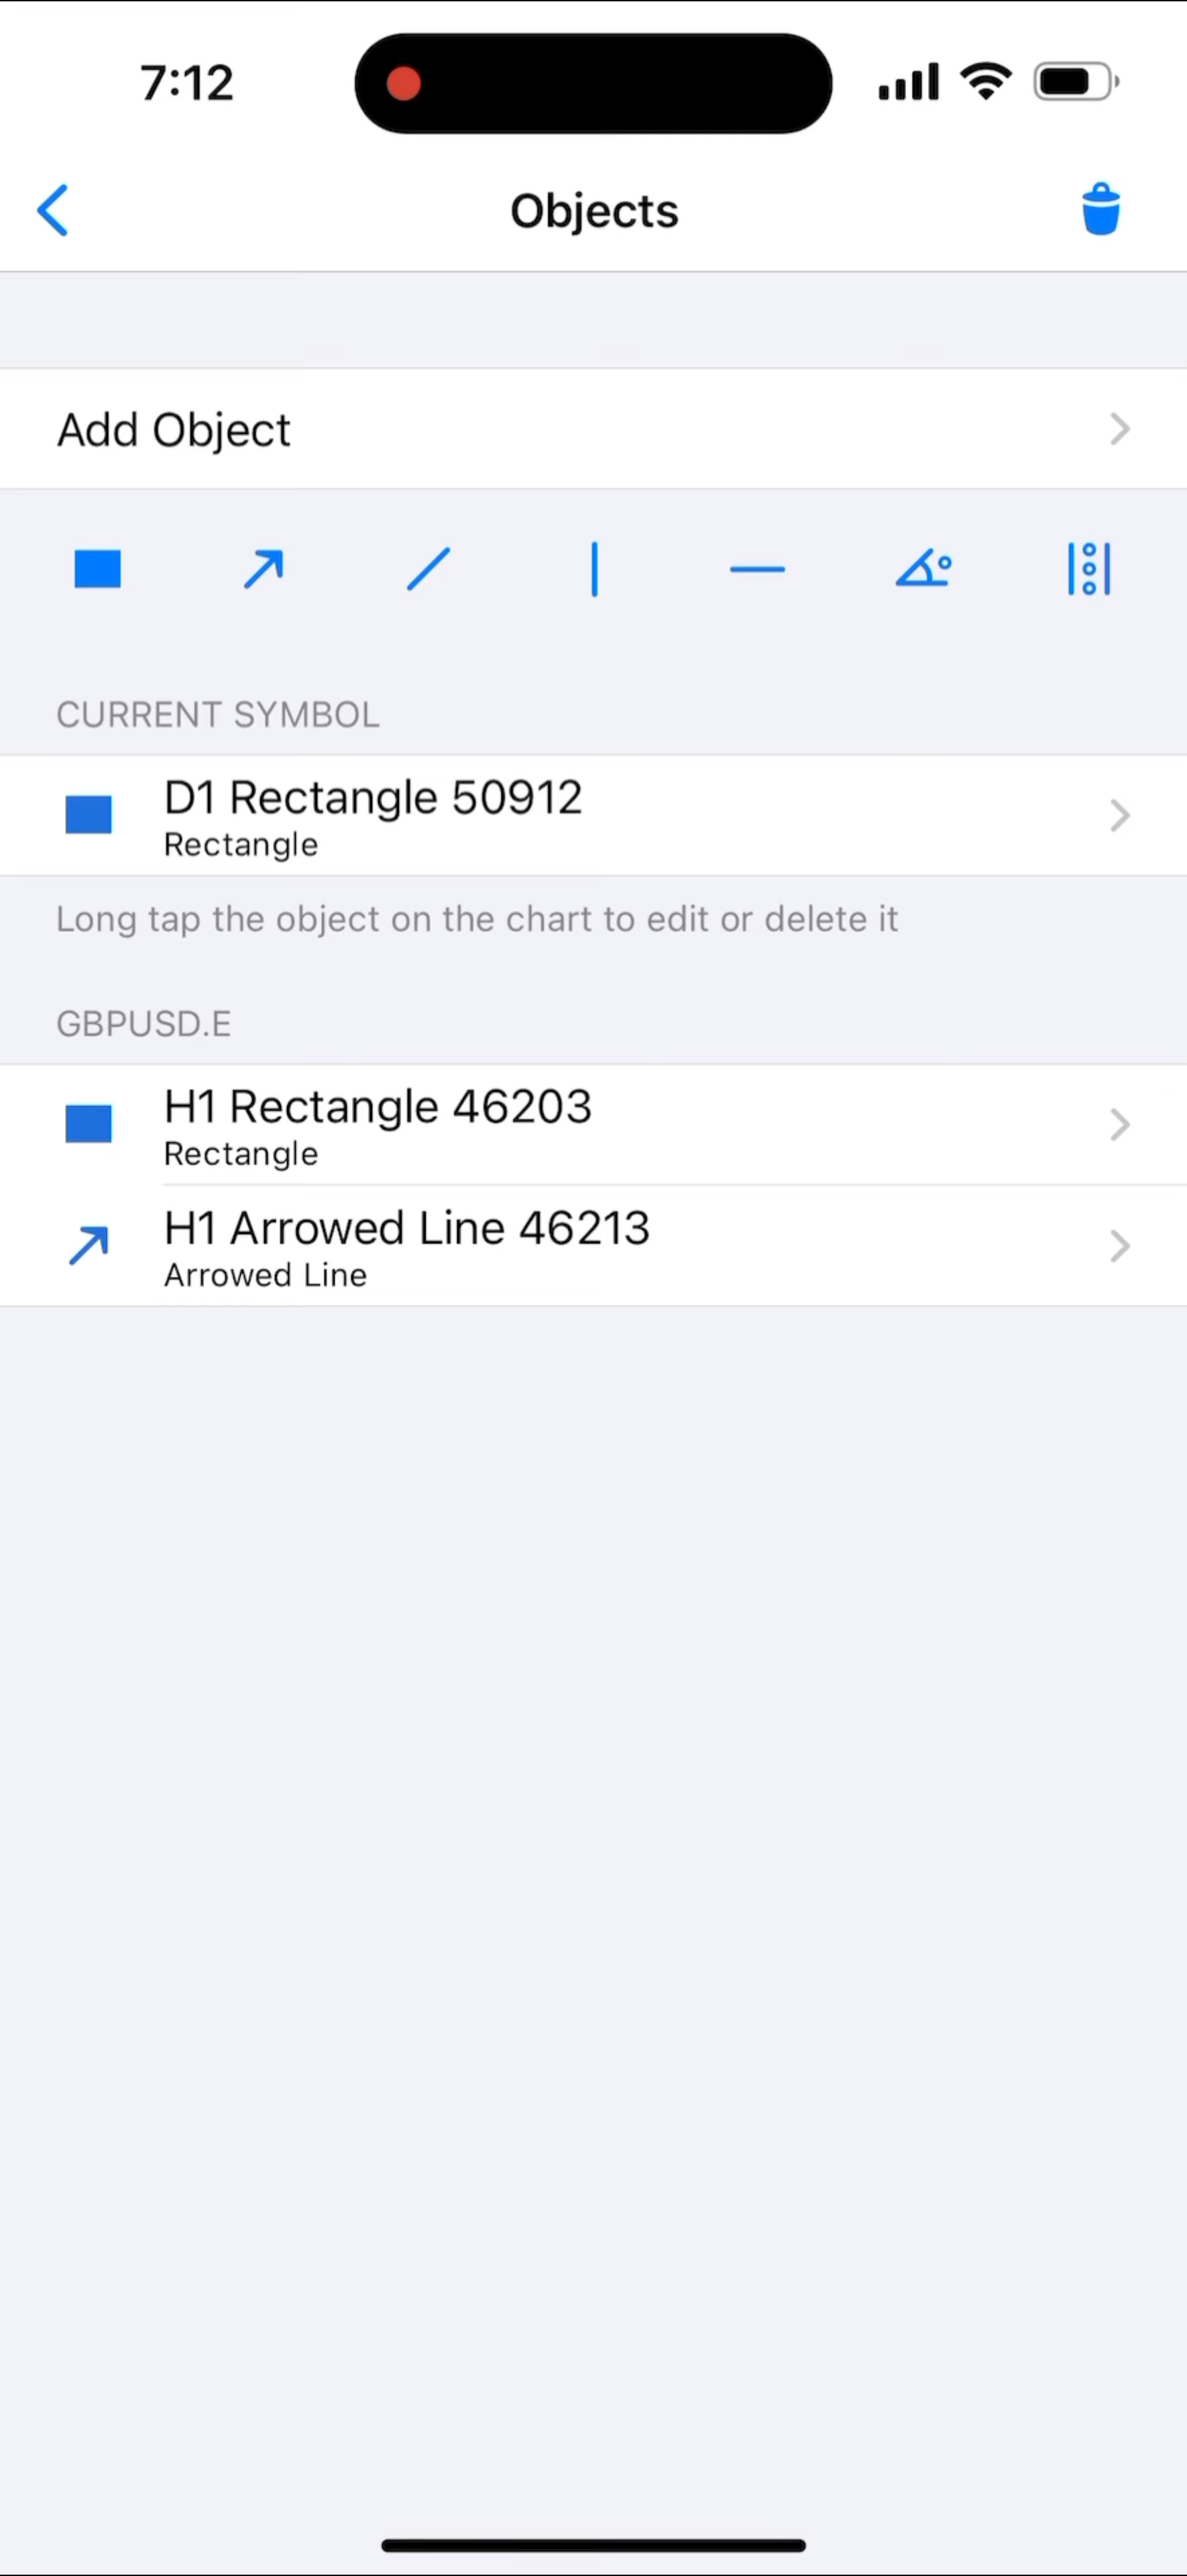 7:12
Objects
Add Object
CURRENT SYMBOL
D1 Rectangle 50912
Rectangle
Long tap the object on the chart to edit or delete it
GBPUSD.E
H1 Rectangle 46203
Rectangle
H1 Arrowed Line 46213
Arrowed Line